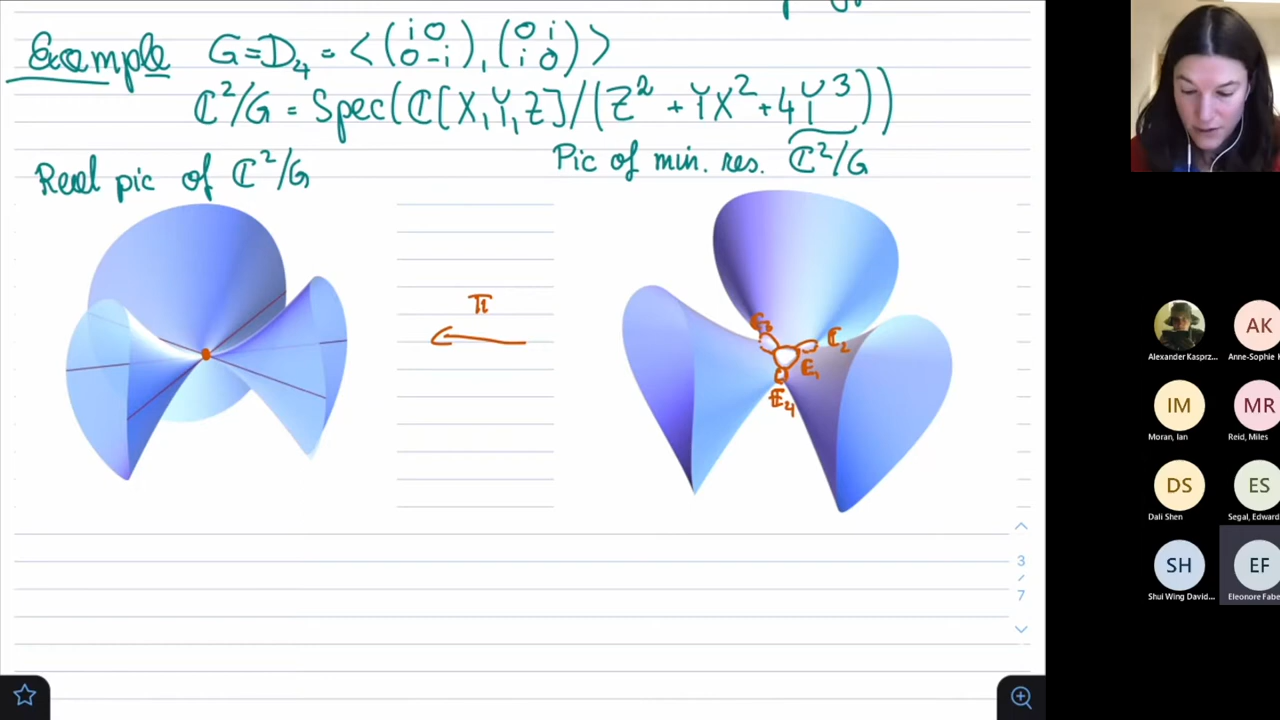 Example G=D₄ = <(i 0 0 -i), (0 i i 0)>
ℂ²/G = Spec(ℂ[X,Y,Z]/(Z² + YX² + 4Y³))
Real pic of ℂ²/G
Pic of min. res. ℂ²/G
π
E₃
E₂
E₁
E₄
3
/
7
Alexander Kasprz...
AK
Anne-Sophie K
IM
Moran, Ian
MR
Reid, Miles
DS
Dali Shen
ES
Segal, Edward
SH
Shui Wing David...
EF
Eleonore Fabe